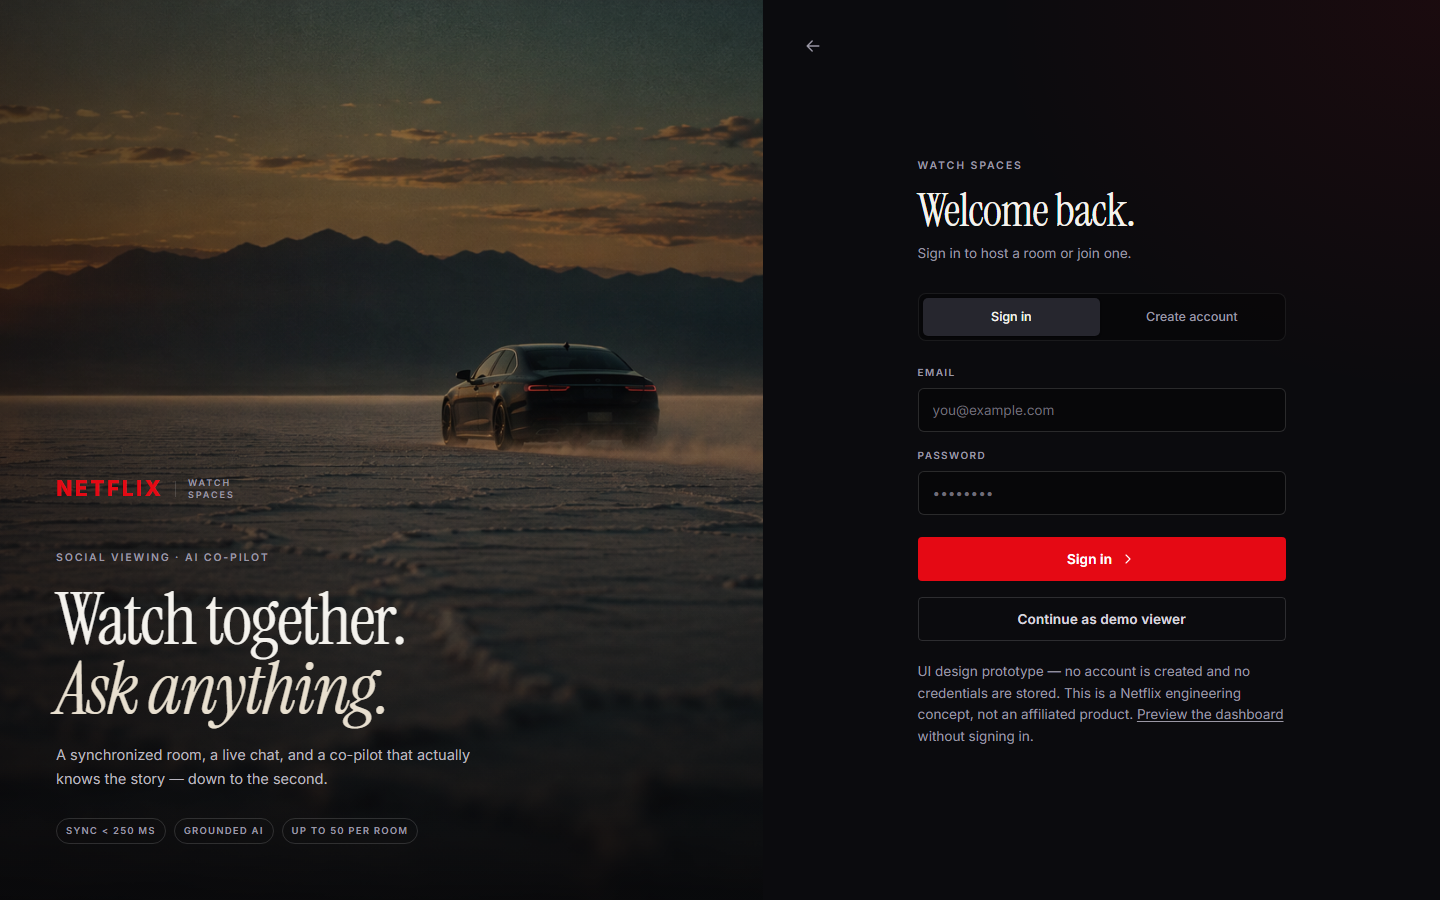 NETFLIX
WATCH
SPACES
SOCIAL VIEWING · AI CO-PILOT
Watch together.
Ask anything.
A synchronized room, a live chat, and a co-pilot that actually
knows the story — down to the second.
SYNC < 250 MS
GROUNDED AI
UP TO 50 PER ROOM
WATCH SPACES
Welcome back.
Sign in to host a room or join one.
Sign in
Create account
EMAIL
you@example.com
PASSWORD
••••••••
Sign in
Continue as demo viewer
UI design prototype — no account is created and no
credentials are stored. This is a Netflix engineering
concept, not an affiliated product. Preview the dashboard
without signing in.